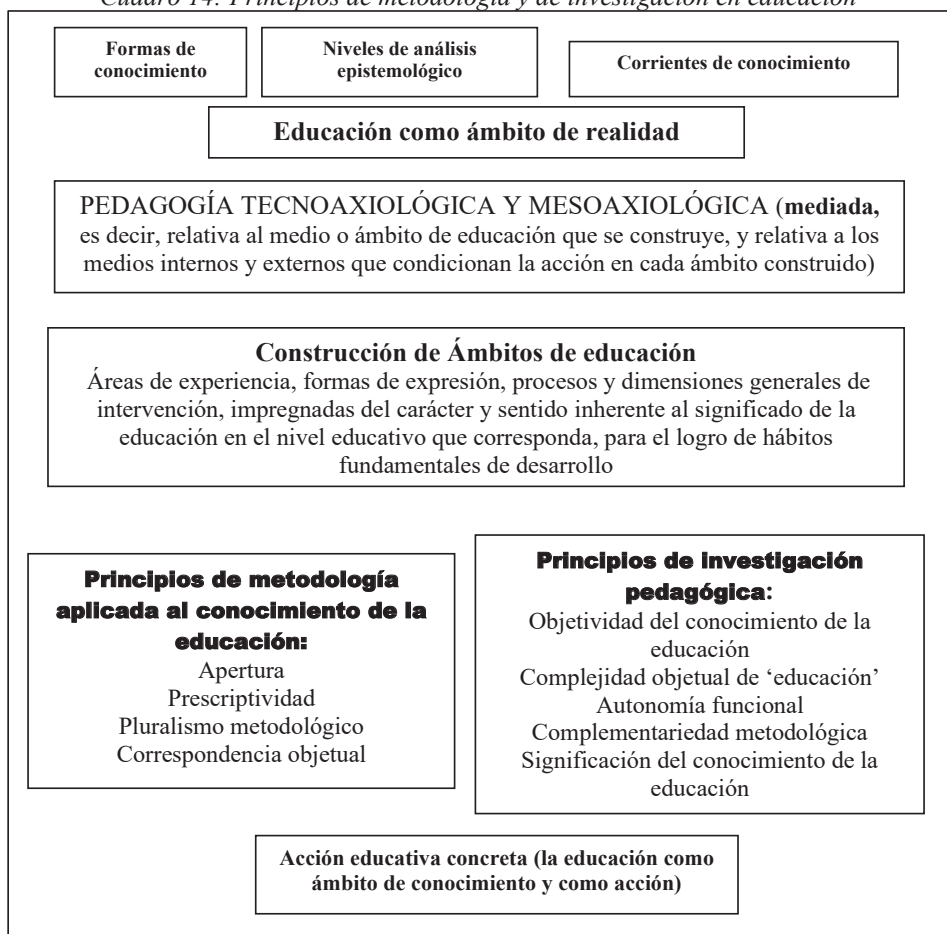 Cuadro 14: Principios de metodología y de investigación en educación
Formas de
conocimiento
Niveles de análisis
epistemológico
Corrientes de conocimiento
Educación como ámbito de realidad
PEDAGOGÍA TECNOAXIOLÓGICA Y MESOAXIOLÓGICA (mediada,
es decir, relativa al medio o ámbito de educación que se construye, y relativa a los
medios internos y externos que condicionan la acción en cada ámbito construido)
Construcción de Ámbitos de educación
Áreas de experiencia, formas de expresión, procesos y dimensiones generales de
intervención, impregnadas del carácter y sentido inherente al significado de la
educación en el nivel educativo que corresponda, para el logro de hábitos
fundamentales de desarrollo
Principios de metodología
aplicada al conocimiento de la
educación:
Apertura
Prescriptividad
Pluralismo metodológico
Correspondencia objetual
Principios de investigación
pedagógica:
Objetividad del conocimiento de la
educación
Complejidad objetual de ‘educación’
Autonomía funcional
Complementariedad metodológica
Significación del conocimiento de la
educación
Acción educativa concreta (la educación como
ámbito de conocimiento y como acción)